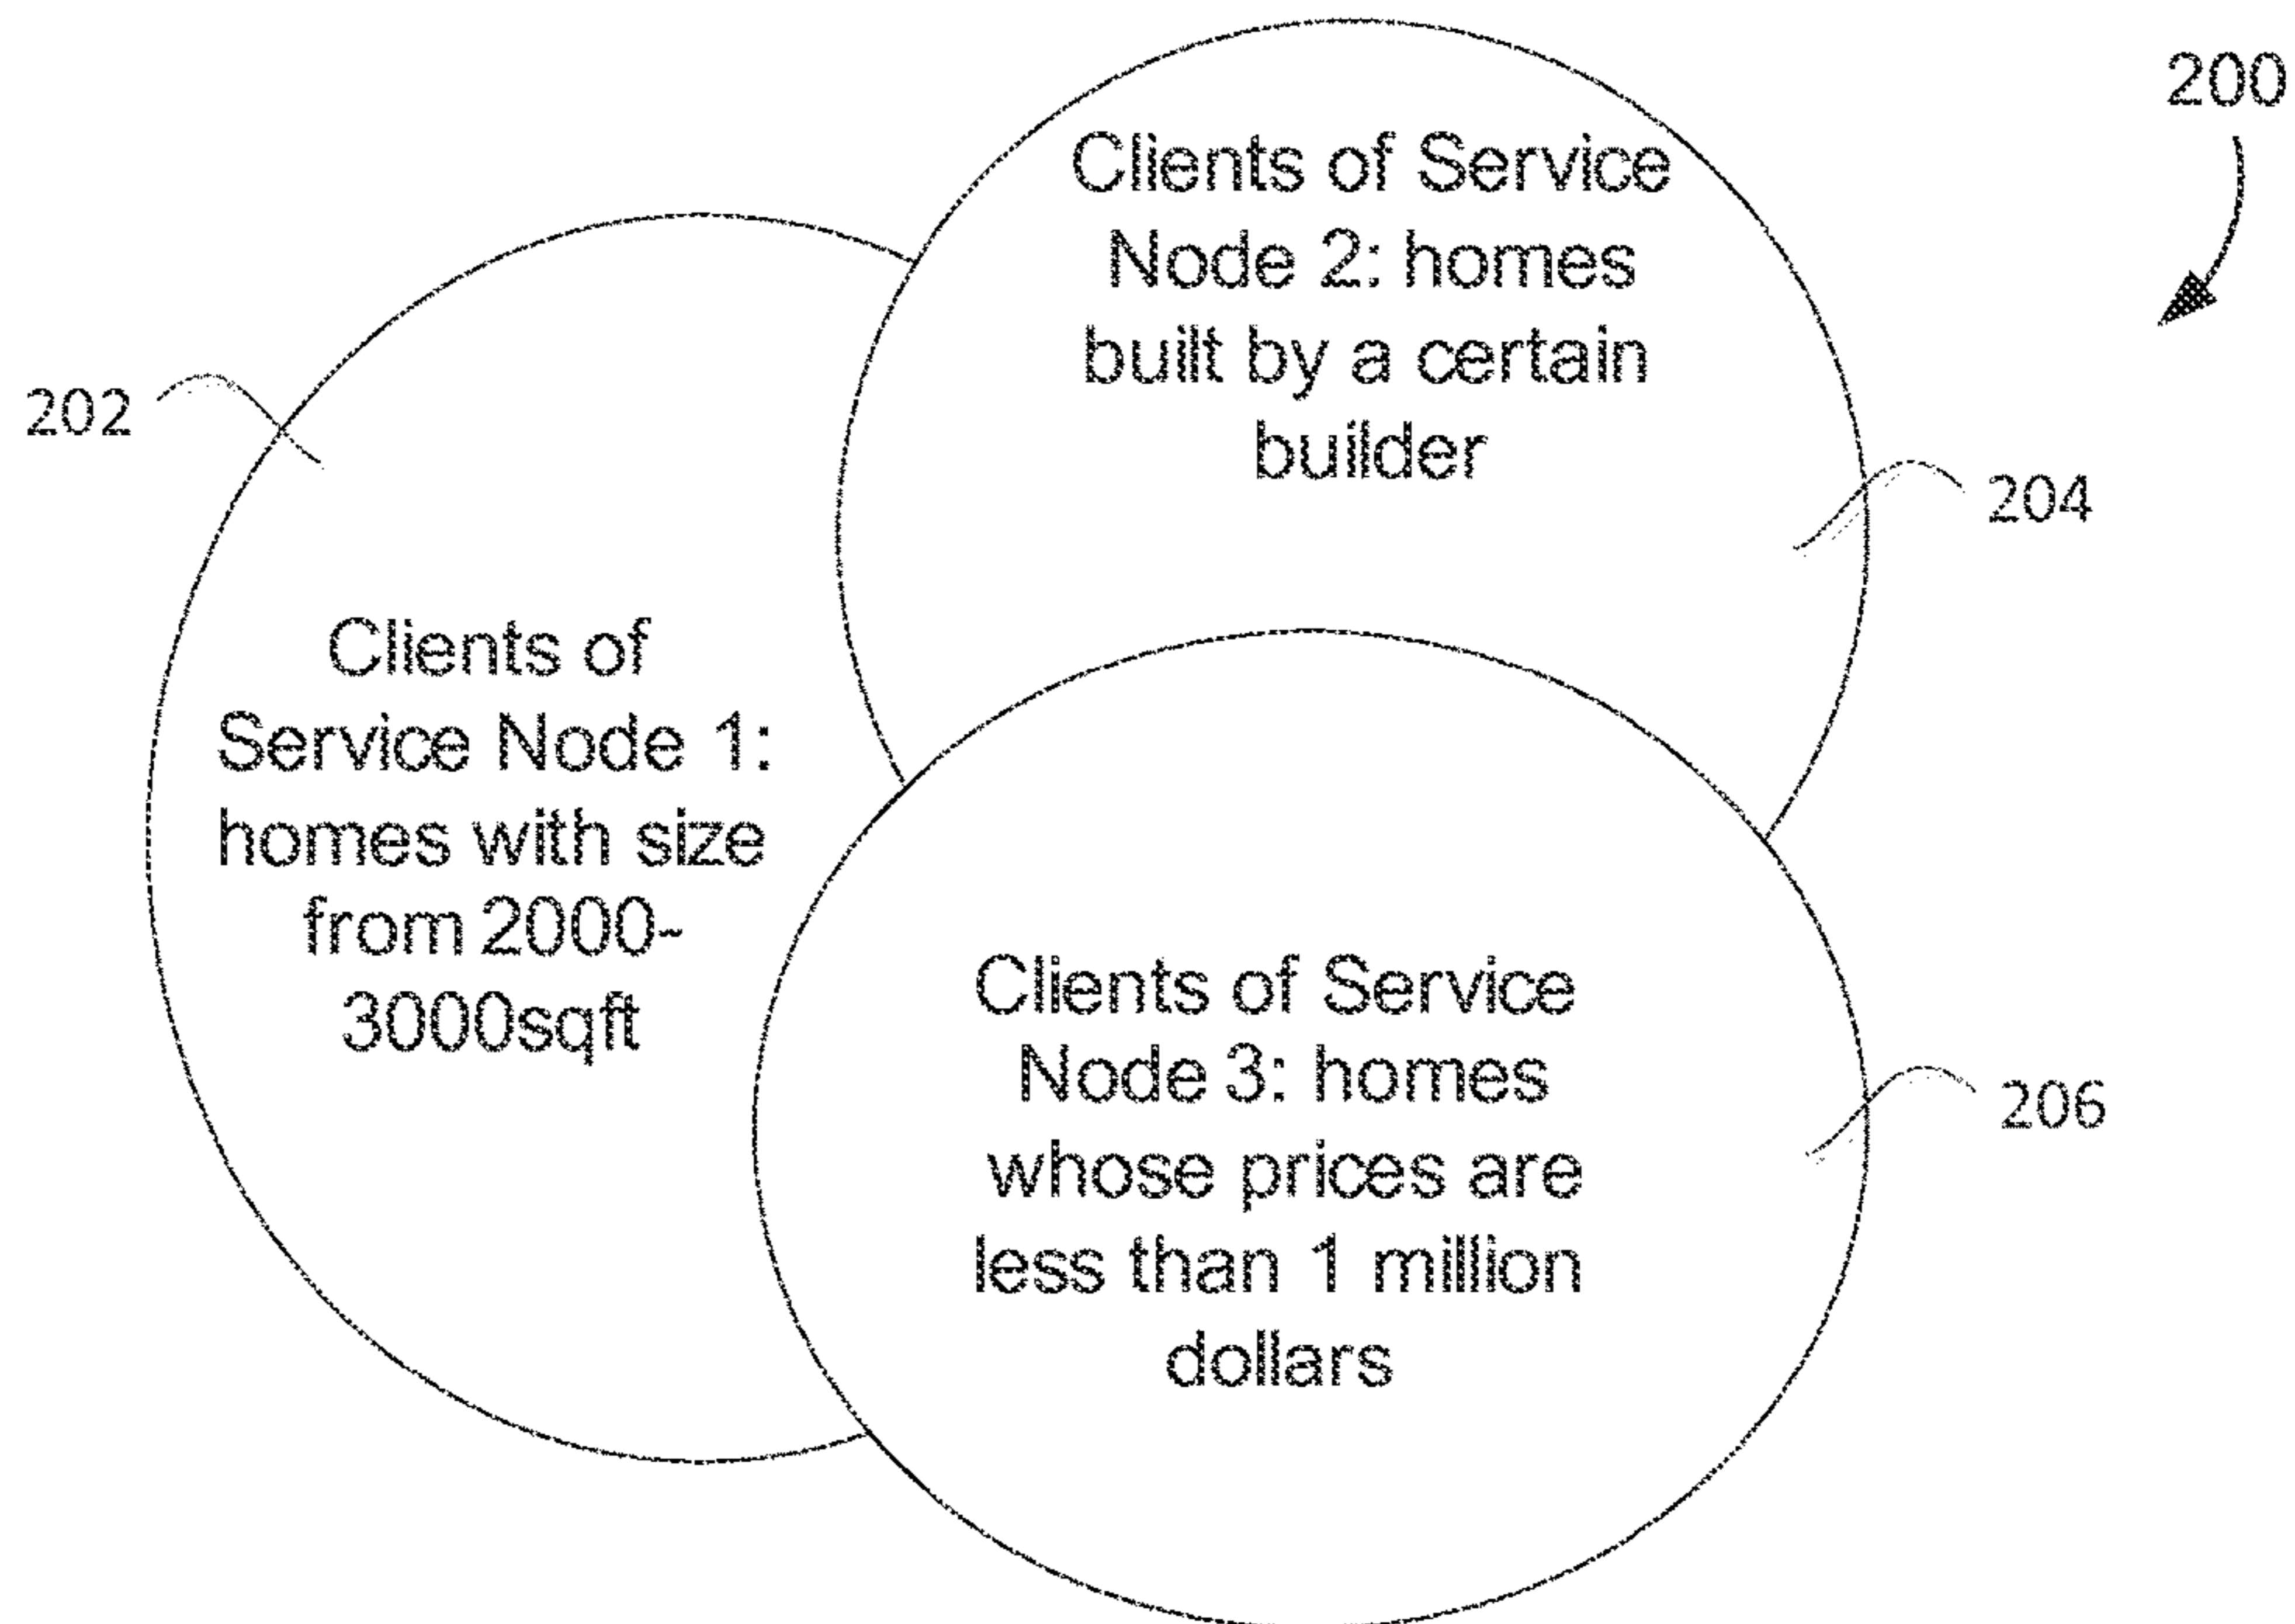 200
Clients of Service
Node 2: homes
built by a certain
builder
202
204
Clients of
Service Node 1:
homes with size
from 2000-
3000sqft
Clients of Service
Node 3: homes
whose prices are
less than 1 million
dollars
206